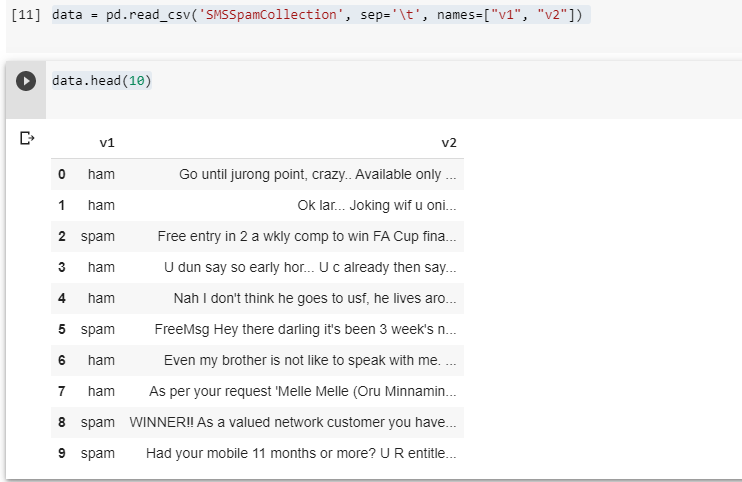 [11] data = pd.read_csv('SMSSpamCollection', sep='\t', names=["v1", "v2"])
data.head(10)
v1 v2
0 ham Go until jurong point, crazy.. Available only ...
1 ham Ok lar... Joking wif u oni...
2 spam Free entry in 2 a wkly comp to win FA Cup fina...
3 ham U dun say so early hor... U c already then say...
4 ham Nah I don't think he goes to usf, he lives aro...
5 spam FreeMsg Hey there darling it's been 3 week's n...
6 ham Even my brother is not like to speak with me. ...
7 ham As per your request 'Melle Melle (Oru Minnamin...
8 spam WINNER!! As a valued network customer you have...
9 spam Had your mobile 11 months or more? U R entitle...